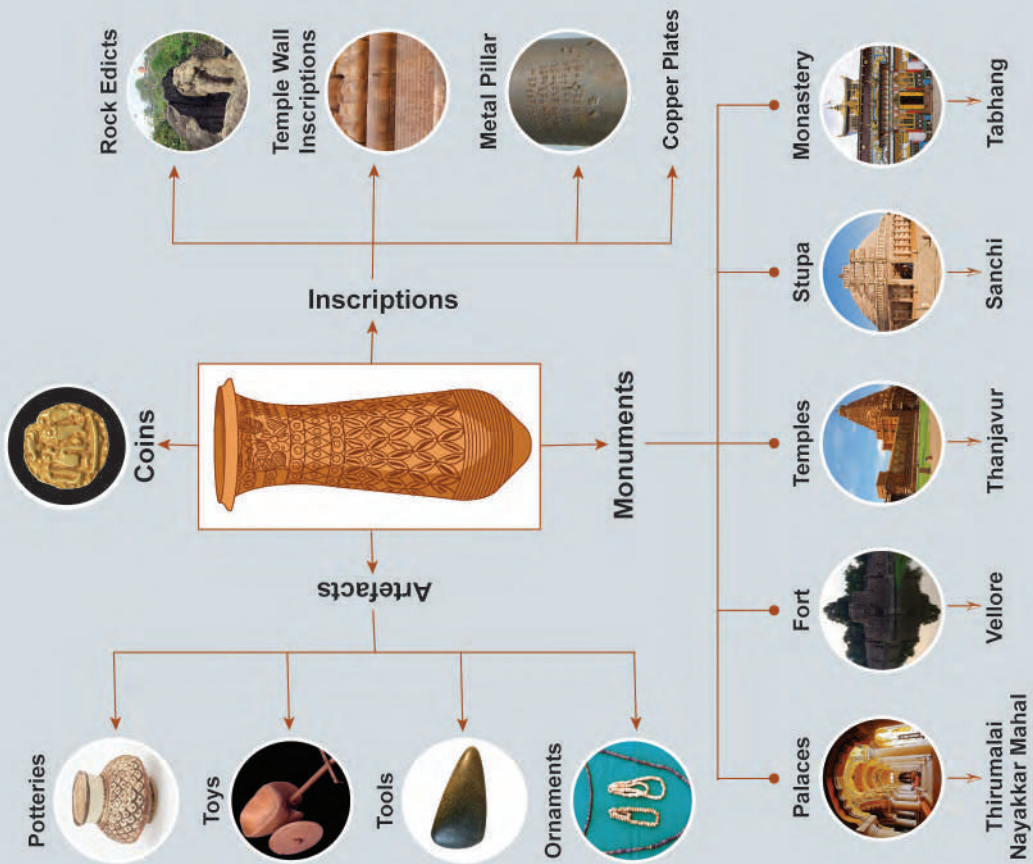 Coins
Artefacts
Potteries
Toys
Tools
Ornaments
Inscriptions
Rock Edicts
Temple Wall
Inscriptions
Metal Pillar
Copper Plates
Monuments
Palaces
Fort
Temples
Stupa
Monastery
Thirumalai
Nayakkar Mahal
Vellore
Thanjavur
Sanchi
Tabhang